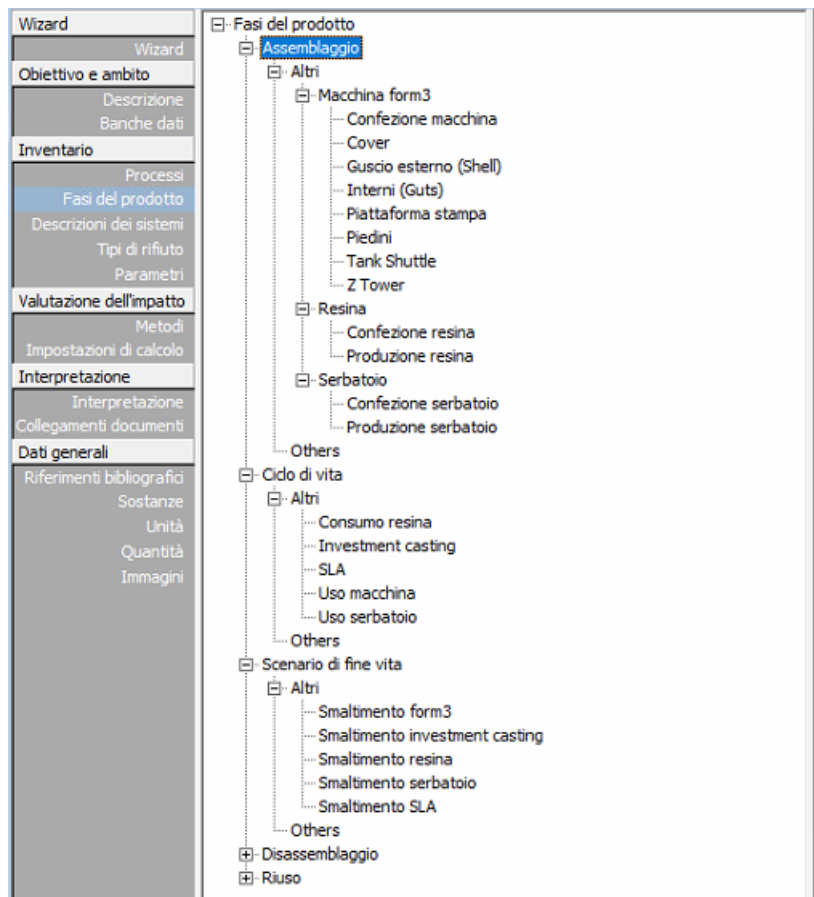 Wizard
Wizard
Obiettivo e ambito
Descrizione
Banche dati
Inventario
Processi
Fasi del prodotto
Descrizioni dei sistemi
Tipi di rifiuto
Parametri
Valutazione dell'impatto
Metodi
Impostazioni di calcolo
Interpretazione
Interpretazione
Collegamenti documenti
Dati generali
Riferimenti bibliografici
Sostanze
Unità
Quantità
Immagini
Fasi del prodotto
Assemblaggio
Altri
Macchina form3
Confezione macchina
Cover
Guscio esterno (Shell)
Interni (Guts)
Piattaforma stampa
Piedini
Tank Shuttle
Z Tower
Resina
Confezione resina
Produzione resina
Serbatoio
Confezione serbatoio
Produzione serbatoio
Others
Ciclo di vita
Altri
Consumo resina
Investment casting
SLA
Uso macchina
Uso serbatoio
Others
Scenario di fine vita
Altri
Smaltimento form3
Smaltimento investment casting
Smaltimento resina
Smaltimento serbatoio
Smaltimento SLA
Others
Disassemblaggio
Riuso